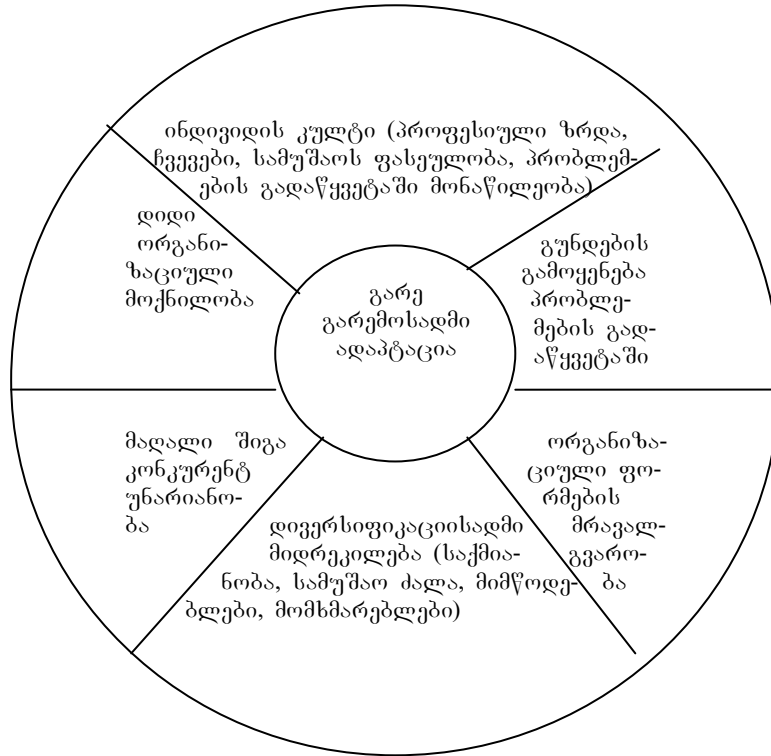 ინდივიდის კულტი (პროფესიული ზრდა,
ჩვევები, სამუშაოს ფასეულობა, პრობლემ-
ების გადაწყვეტაში მონაწილეობა)
დიდი
ორგანი-
ზაციული
მოქნილობა
გარე
გარემოსადმი
ადაპტაცია
გუნდების
გამოყენება
პრობლე-
მების გად-
აწყვეტაში
მაღალი შიგა
კონკურენტ
უნარიანო-
ბა
დივერსიფიკაციისადმი
მიდრეკილება (საქმია-
ნობა, სამუშაო ძალა, მიმწოდე-
ბლები, მომხმარებლები)
ორგანიზა-
ციული ფო-
რმების
მრავალ-
გვარო-
ბა